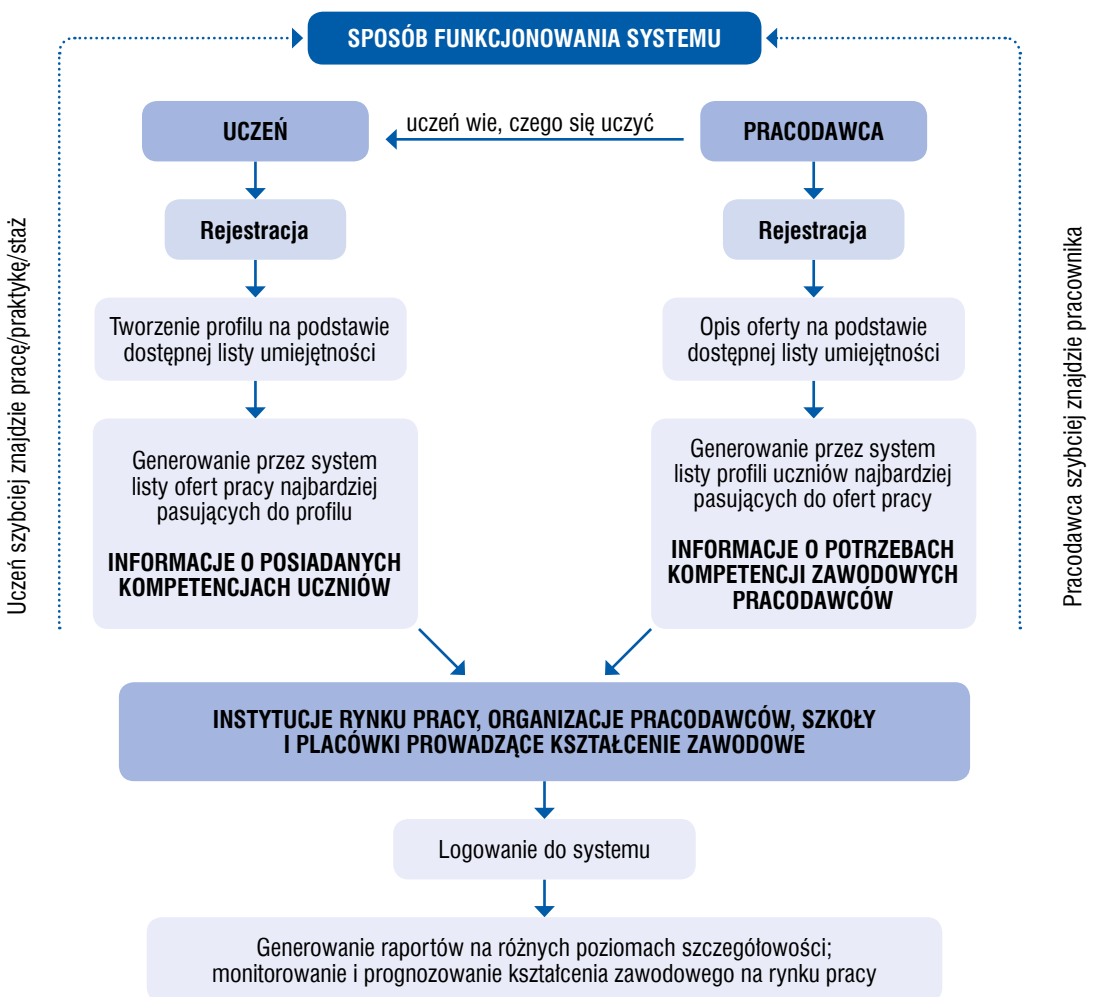 SPOSÓB FUNKCJONOWANIA SYSTEMU
UCZEŃ
uczeń wie, czego się uczyć
PRACODAWCA
Rejestracja
Rejestracja
Tworzenie profilu na podstawie
dostępnej listy umiejętności
Opis oferty na podstawie
dostępnej listy umiejętności
Generowanie przez system
listy ofert pracy najbardziej
pasujących do profilu
INFORMACJE O POSIADANYCH
KOMPETENCJACH UCZNIÓW
Generowanie przez system
listy profili uczniów najbardziej
pasujących do ofert pracy
INFORMACJE O POTRZEBACH
KOMPETENCJI ZAWODOWYCH
PRACODAWCÓW
Uczeń szybciej znajdzie pracę/praktykę/staż
Pracodawca szybciej znajdzie pracownika
INSTYTUCJE RYNKU PRACY, ORGANIZACJE PRACODAWCÓW, SZKOŁY
I PLACÓWKI PROWADZĄCE KSZTAŁCENIE ZAWODOWE
Logowanie do systemu
Generowanie raportów na różnych poziomach szczegółowości;
monitorowanie i prognozowanie kształcenia zawodowego na rynku pracy